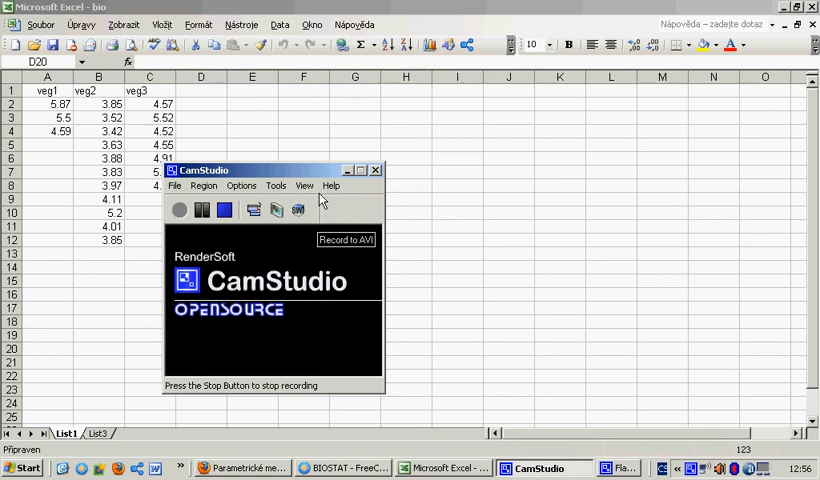 Microsoft Excel - bio
Soubor Úpravy Zobrazit Vložit Formát Nástroje Data Okno Nápověda
Nápověda – zadejte dotaz
10 B A
D20 fx
A B C D E F G H I J K L M N O
1 veg1 veg2 veg3
2 5.87 3.85 4.57
3 5.5 3.52 5.52
4 4.59 3.42 4.52
5 3.63 4.55
6 3.88 4.91
7 3.83
8 3.97
9 4.11
10 5.2
11 4.01
12 3.85
13
14
15
16
17
18
19
20
21
22
23
24
25
CamStudio
File Region Options Tools View Help
SWI
Record to AVI
RenderSoft
CamStudio
OPENSOURCE
Press the Stop Button to stop recording
List1 List3
Připraven 123
Start W » Parametrické me... BIOSTAT - FreeC... Microsoft Excel - ... CamStudio Fla... CS « 12:56